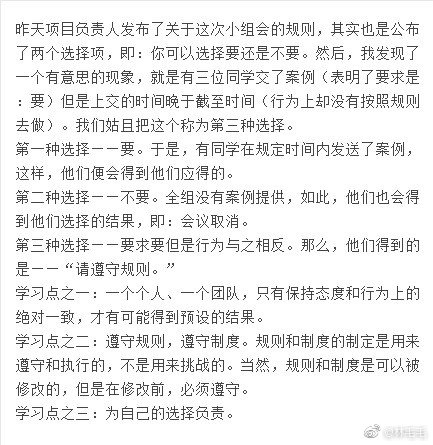 昨天项目负责人发布了关于这次小组会的规则，其实也是公布
了两个选择项，即：你可以选择要还是不要。然后，我发现了
一个有意思的现象，就是有三位同学交了案例（表明了要求是
：要）但是上交的时间晚于截至时间（行为上却没有按照规则
去做）。我们姑且把这个称为第三种选择。
第一种选择——要。于是，有同学在规定时间内发送了案例，
这样，他们便会得到他们应得的。
第二种选择——不要。全组没有案例提供，如此，他们也会得
到他们选择的结果，即：会议取消。
第三种选择——要求要但是行为与之相反。那么，他们得到的
是——“请遵守规则。”
学习点之一：一个个人、一个团队，只有保持态度和行为上的
绝对一致，才有可能得到预设的结果。
学习点之二：遵守规则，遵守制度。规则和制度的制定是用来
遵守和执行的，不是用来挑战的。当然，规则和制度是可以被
修改的，但是在修改前，必须遵守。
学习点之三：为自己的选择负责。